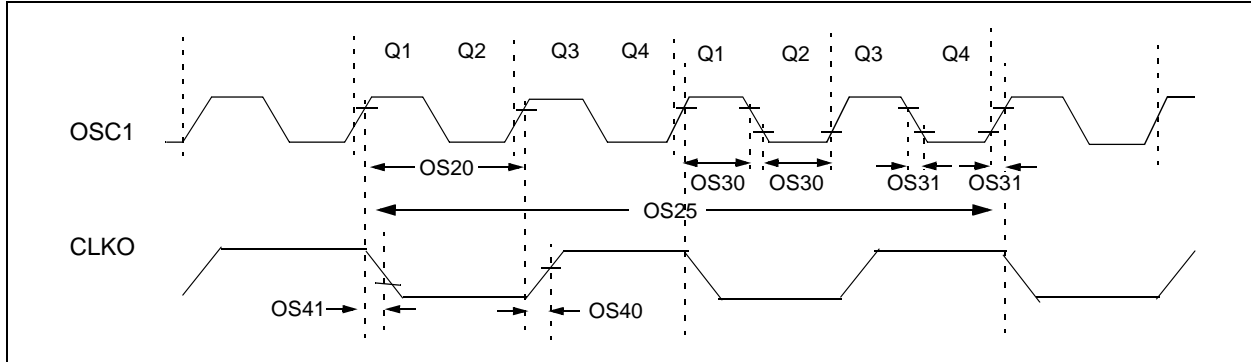 Q1 Q2 Q3 Q4 Q1 Q2 Q3 Q4
OSC1
OS20
OS30 OS30 OS31 OS31
OS25
CLKO
OS41 OS40